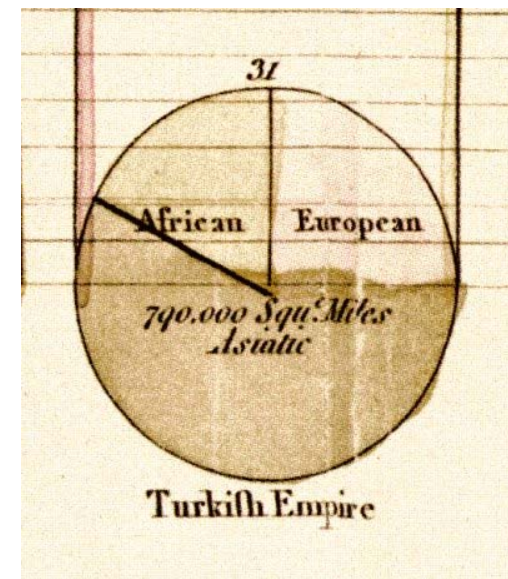 31
African European
790.000 Squ.ᵉ Miles
Asiatic
Turkiſh Empire